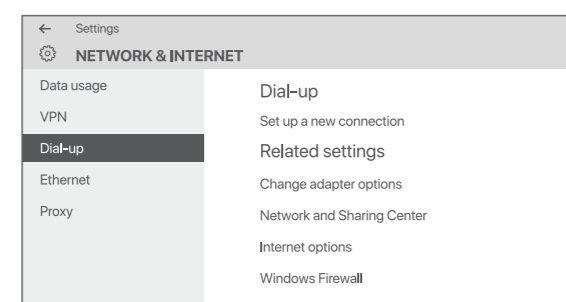 Settings
NETWORK & INTERNET
Data usage
VPN
Dial-up
Ethernet
Proxy
Dial-up
Set up a new connection
Related settings
Change adapter options
Network and Sharing Center
Internet options
Windows Firewall